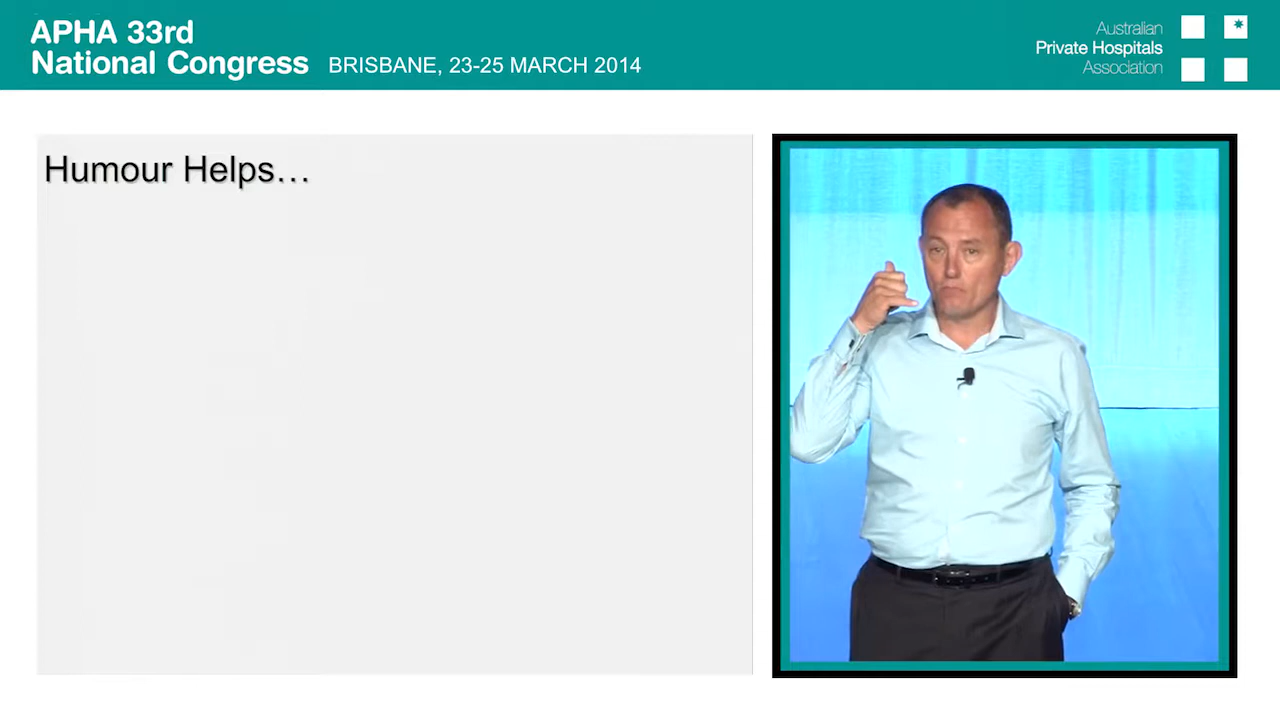 APHA 33rd
National Congress BRISBANE, 23-25 MARCH 2014
Australian
Private Hospitals
Association
Humour Helps…